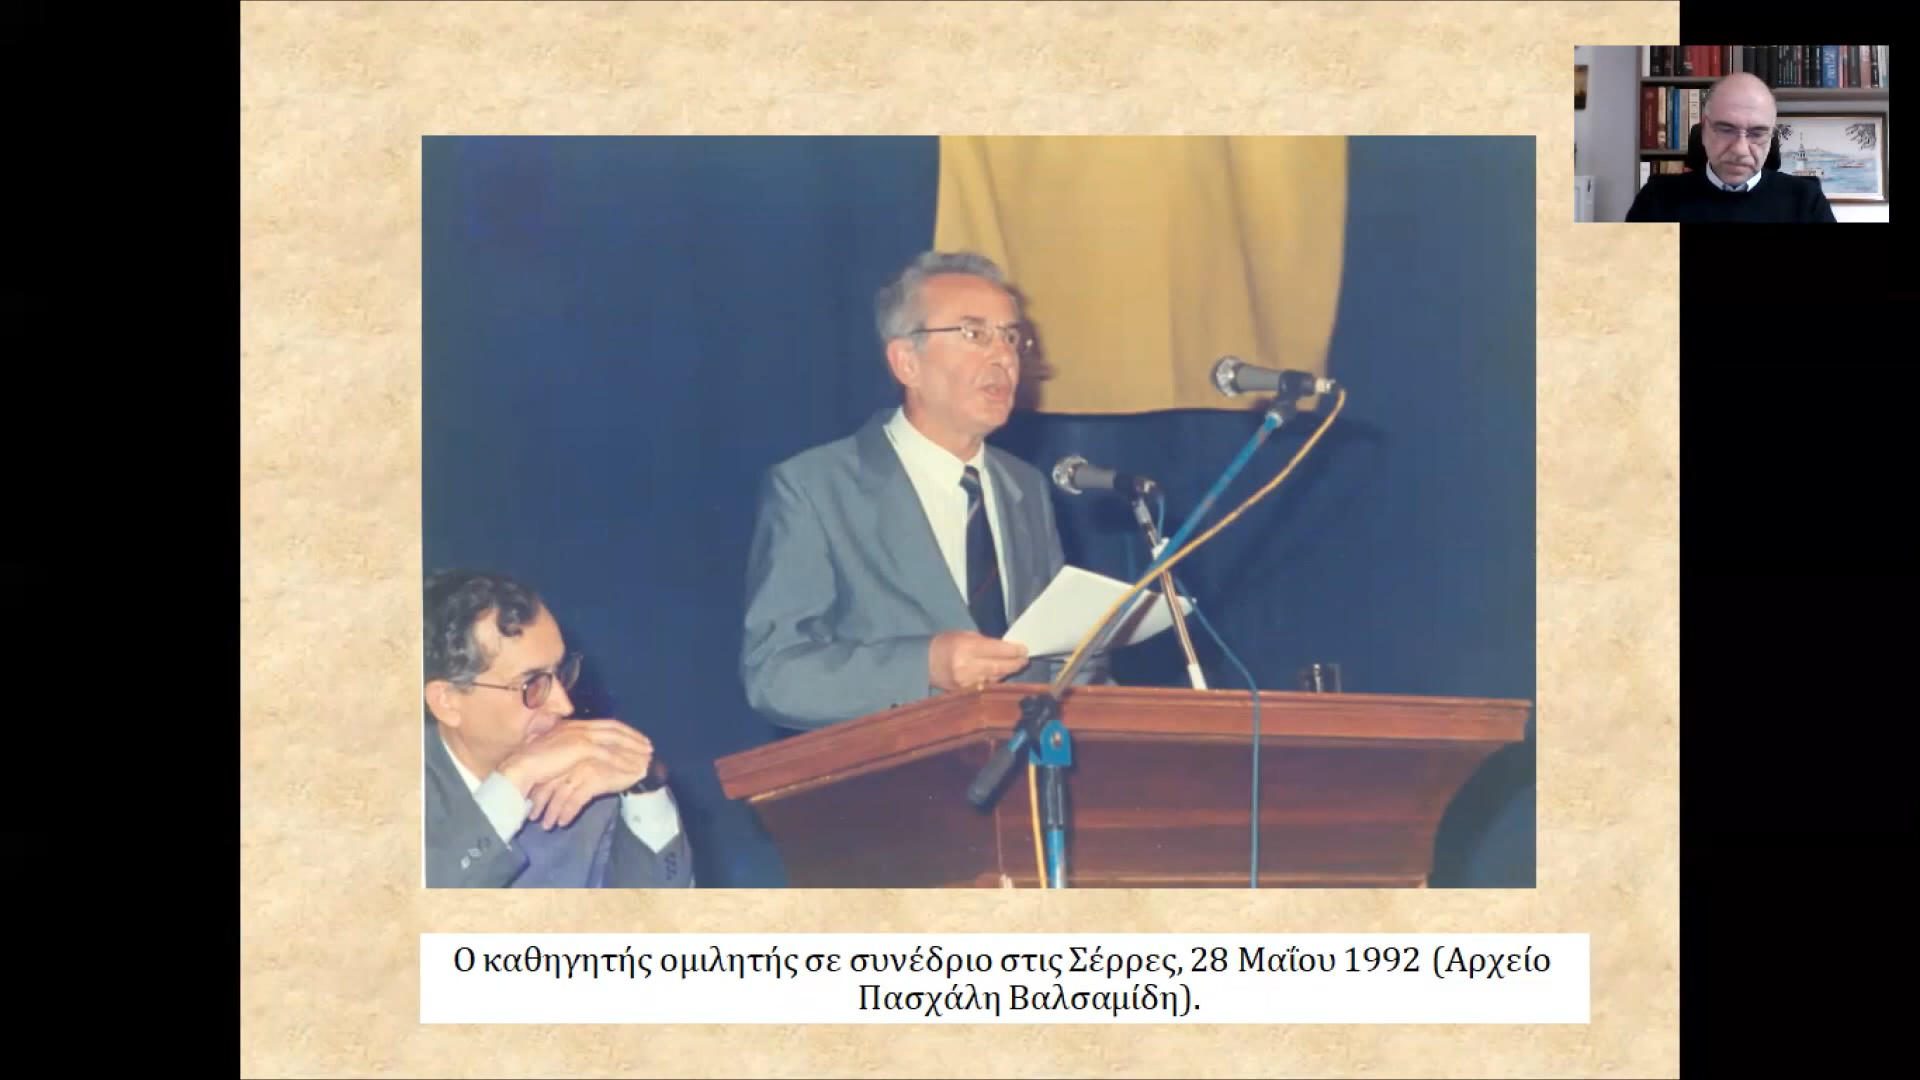 Ο καθηγητής ομιλητής σε συνέδριο στις Σέρρες, 28 Μαΐου 1992 (Αρχείο
Πασχάλη Βαλσαμίδη).